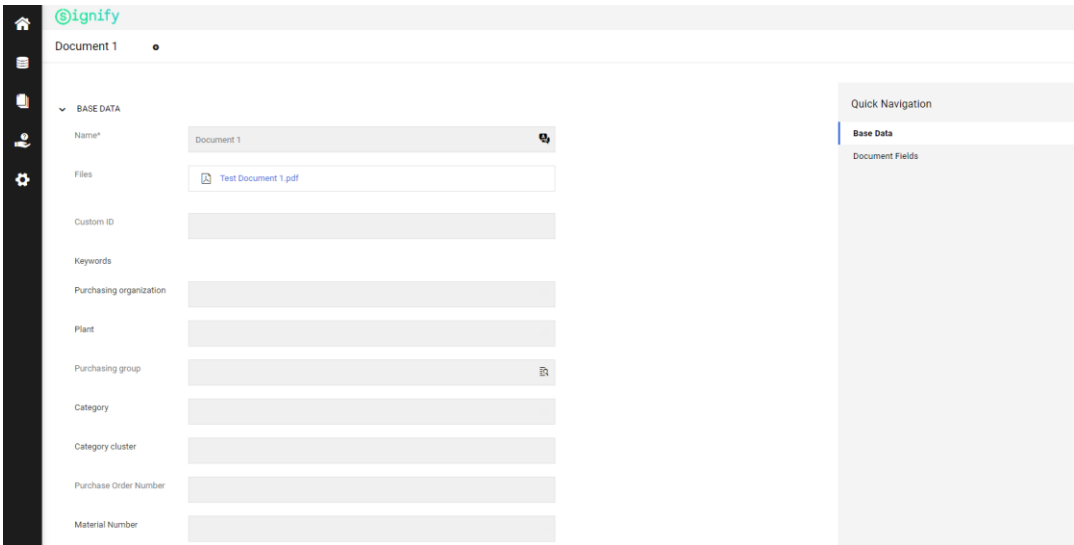 signify
Document 1
BASE DATA
Name*
Document 1
Files
Test Document 1.pdf
Custom ID
Keywords
Purchasing organization
Plant
Purchasing group
Category
Category cluster
Purchase Order Number
Material Number
Quick Navigation
Base Data
Document Fields